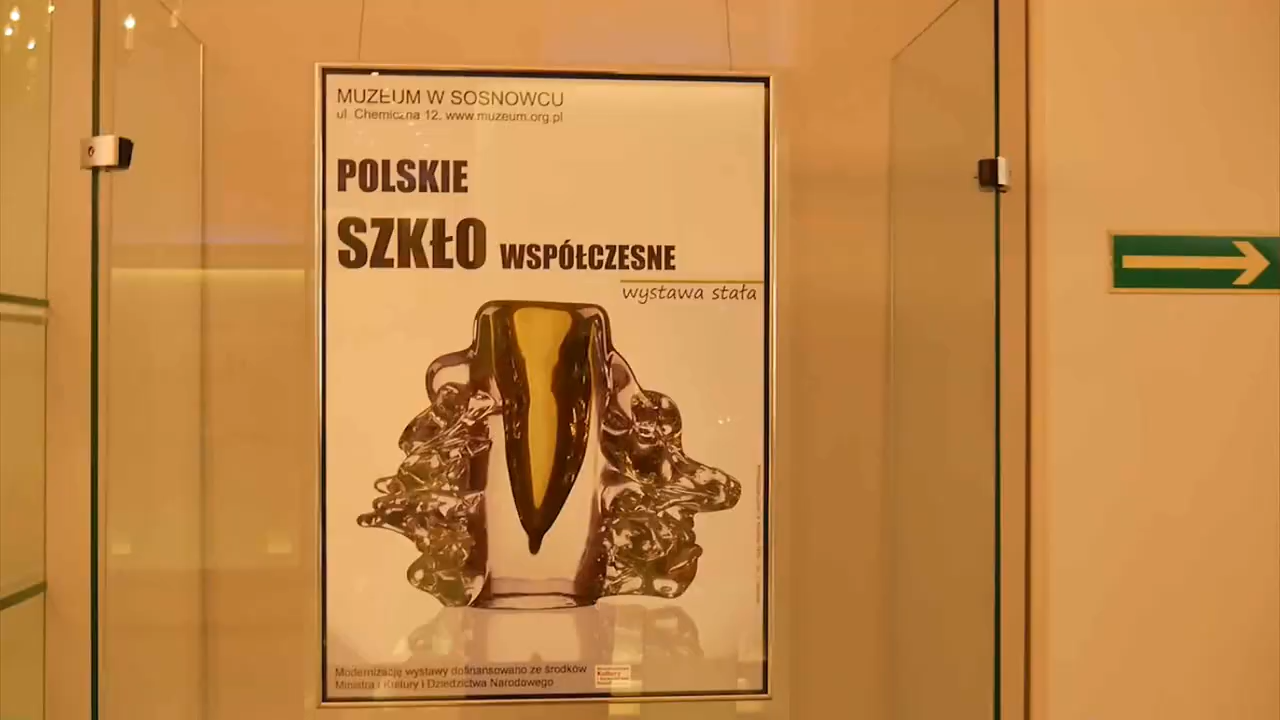 MUZEUM W SOSNOWCU
ul. Chemiczna 12, www.muzeum.org.pl
POLSKIE
SZKŁO WSPÓŁCZESNE
wystawa stała
Modernizację wystawy dofinansowano ze środków
Ministra i Kultury i Dziedzictwa Narodowego
Kultury